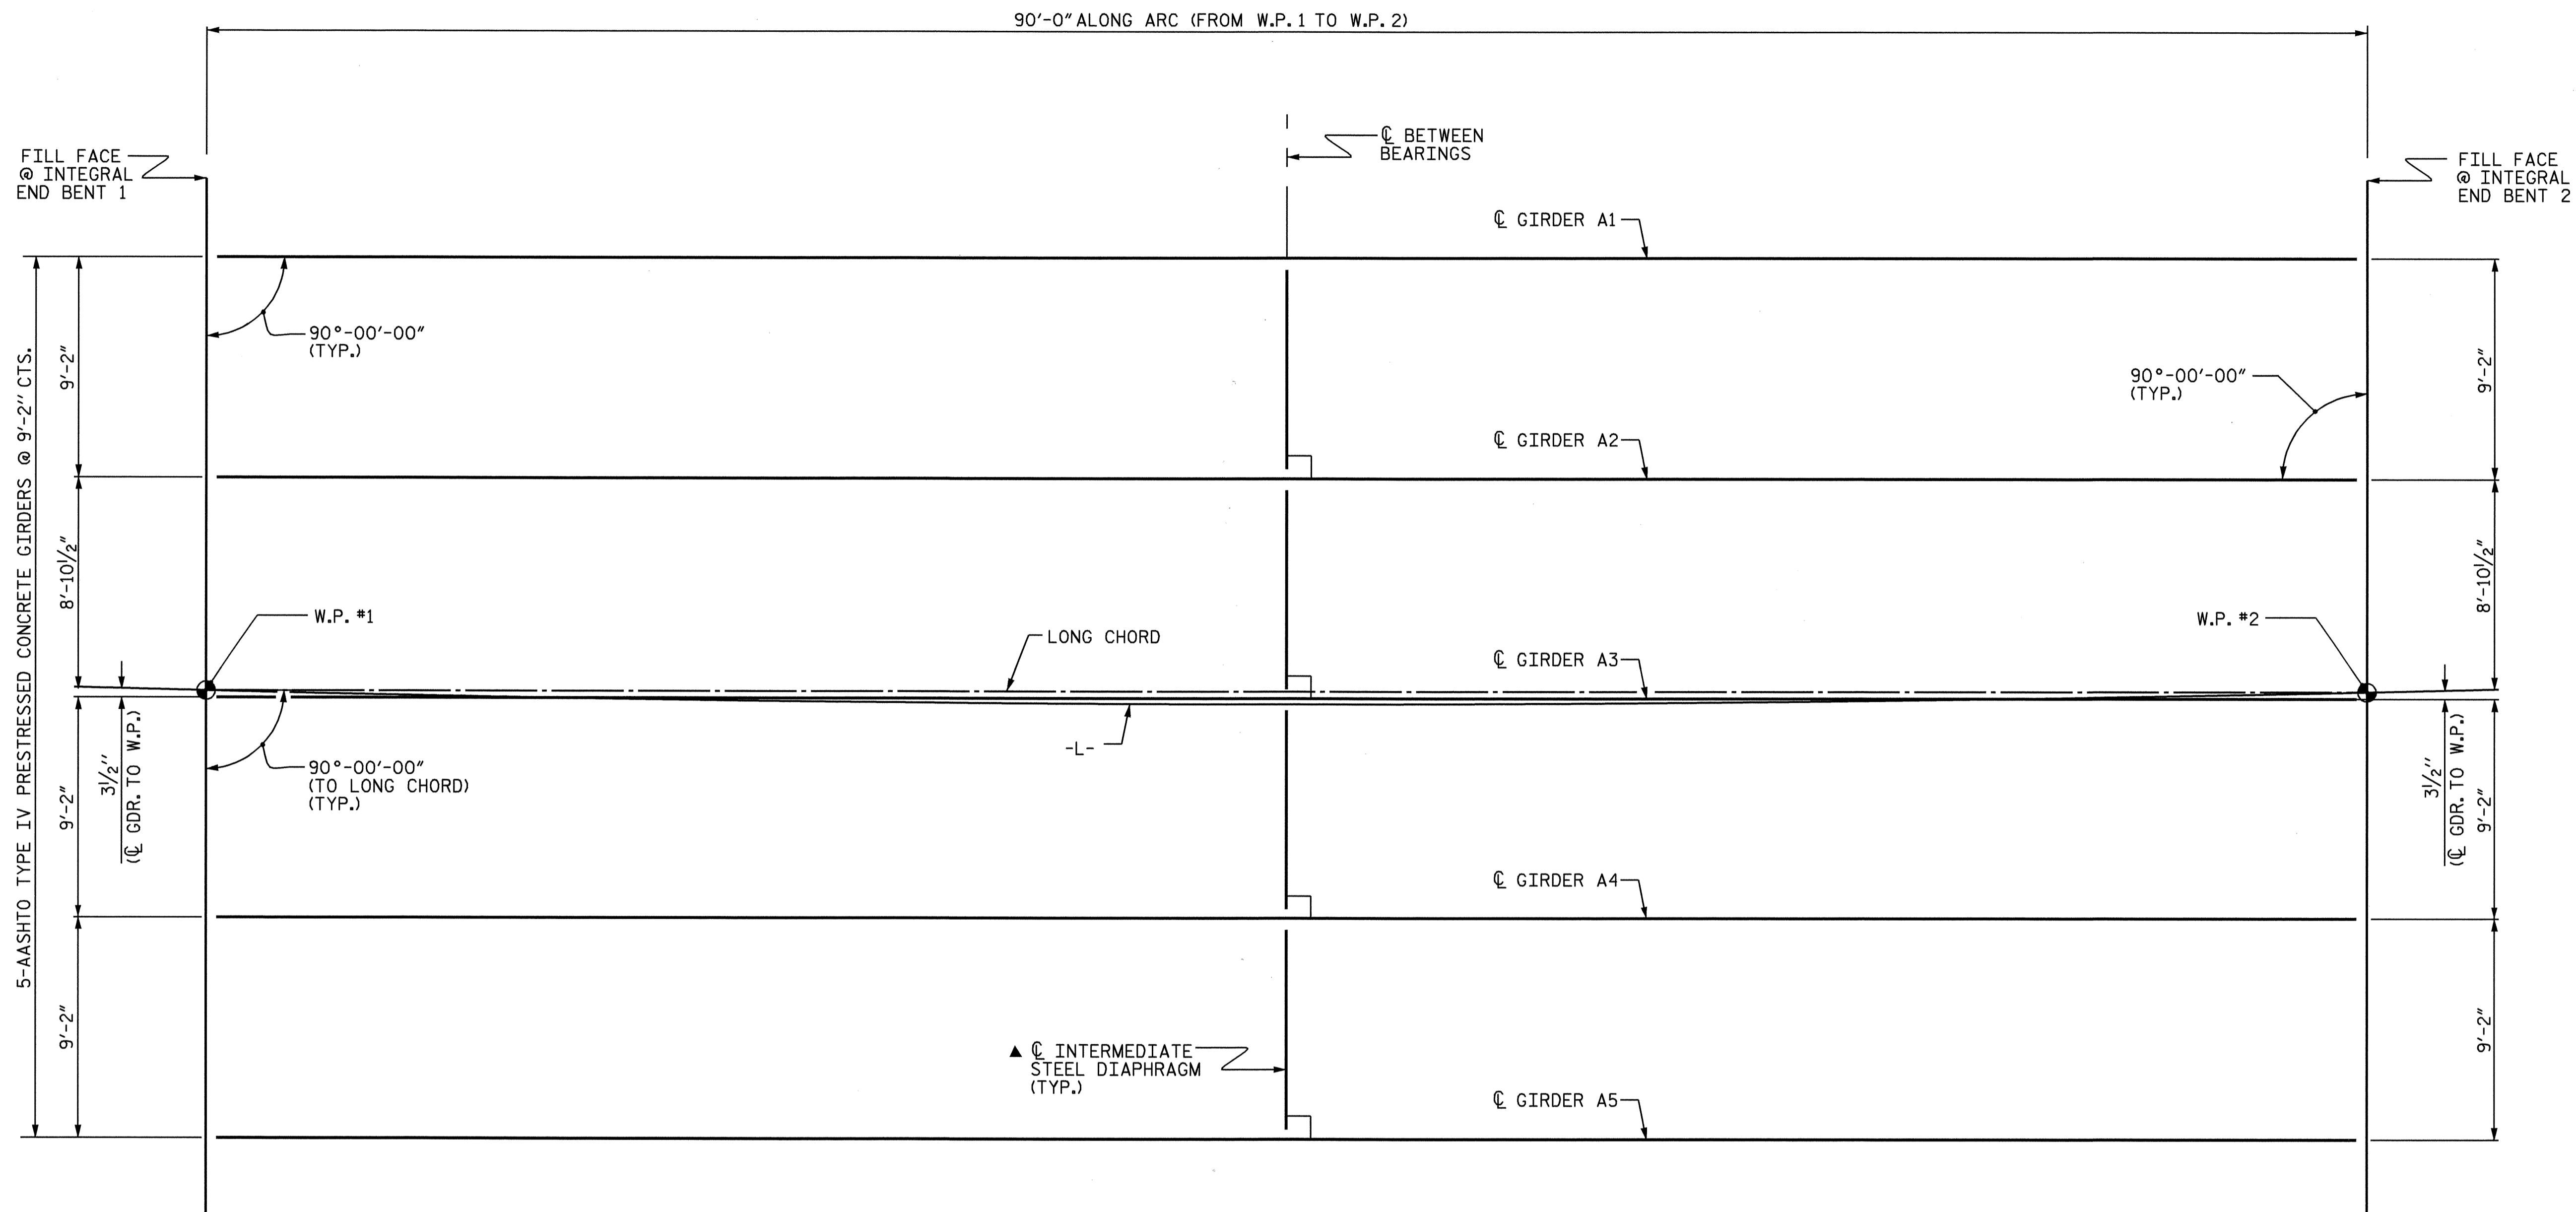 90'-0" ALONG ARC (FROM W.P. 1 TO W.P. 2)
FILL FACE
@ INTEGRAL
END BENT 1
℄ BETWEEN
BEARINGS
FILL FACE
@ INTEGRAL
END BENT 2
℄ GIRDER A1
90°-00'-00"
(TYP.)
90°-00'-00"
(TYP.)
5-AASHTO TYPE IV PRESTRESSED CONCRETE GIRDERS @ 9'-2" CTS.
9'-2"
8'-10½"
9'-2"
9'-2"
3½"
(℄ GDR. TO W.P.)
℄ GIRDER A2
W.P. #1
LONG CHORD
℄ GIRDER A3
W.P. #2
-L-
90°-00'-00"
(TO LONG CHORD)
(TYP.)
℄ GIRDER A4
▲ ℄ INTERMEDIATE
STEEL DIAPHRAGM
(TYP.)
℄ GIRDER A5
9'-2"
8'-10½"
9'-2"
9'-2"
3½"
(℄ GDR. TO W.P.)